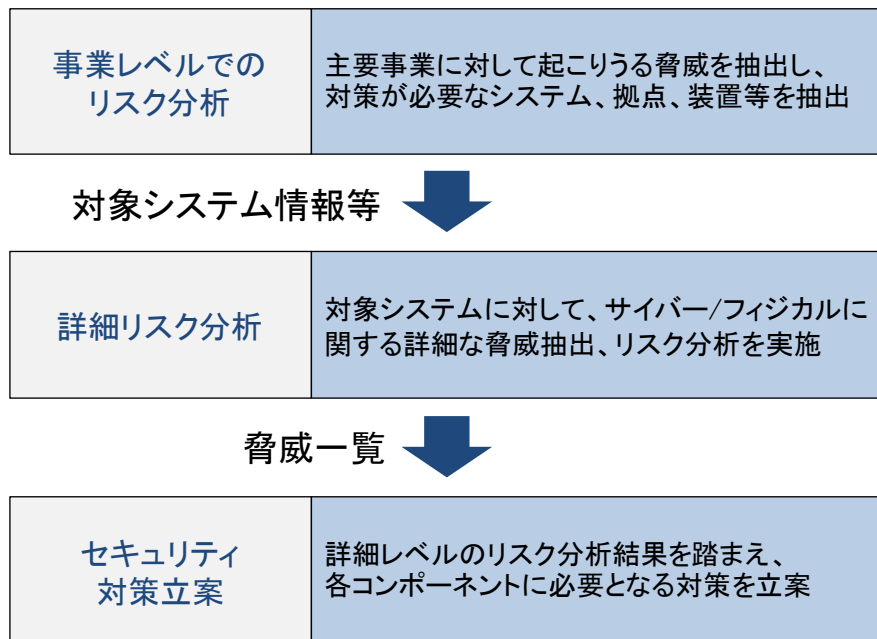 事業レベルでの
リスク分析
主要事業に対して起こりうる脅威を抽出し、
対策が必要なシステム、拠点、装置等を抽出
対象システム情報等
詳細リスク分析
対象システムに対して、サイバー/フィジカルに
関する詳細な脅威抽出、リスク分析を実施
脅威一覧
セキュリティ
対策立案
詳細レベルのリスク分析結果を踏まえ、
各コンポーネントに必要となる対策を立案